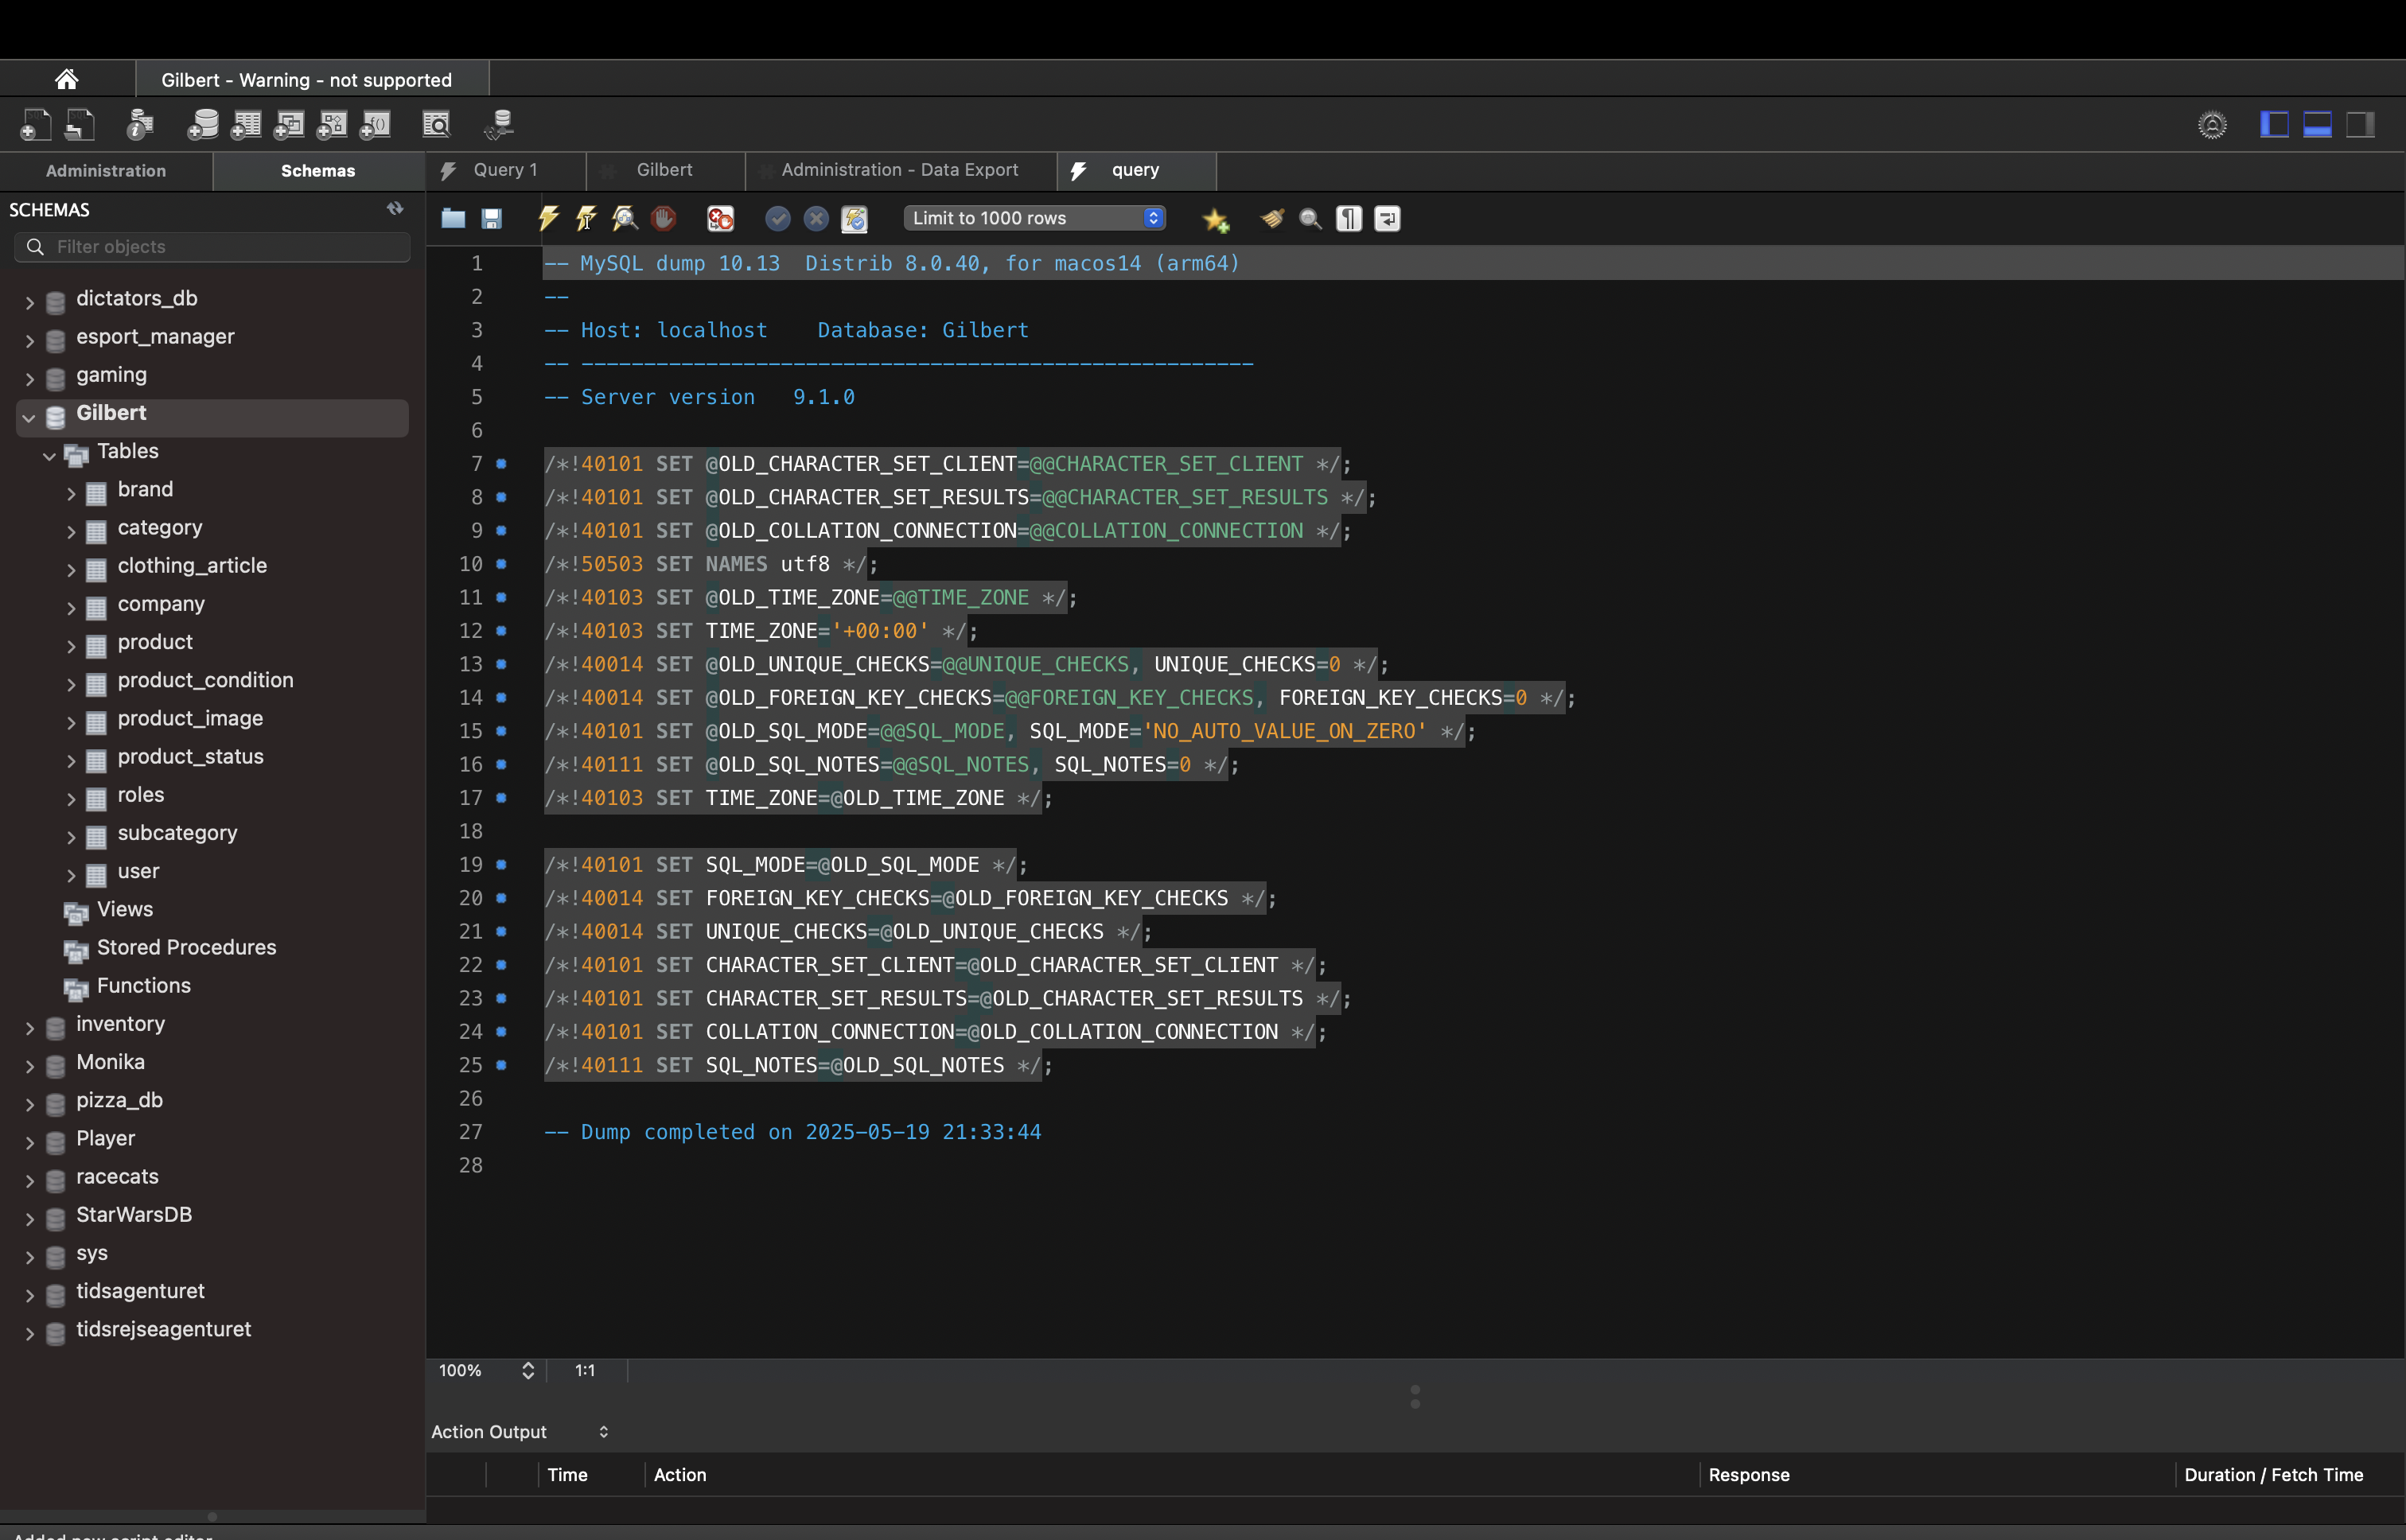 Gilbert - Warning - not supported
Administration
Schemas
Query 1
Gilbert
Administration - Data Export
query
SCHEMAS
Filter objects
Limit to 1000 rows
dictators_db
esport_manager
gaming
Gilbert
Tables
brand
category
clothing_article
company
product
product_condition
product_image
product_status
roles
subcategory
user
Views
Stored Procedures
Functions
inventory
Monika
pizza_db
Player
racecats
StarWarsDB
sys
tidsagenturet
tidsrejseagenturet
1 -- MySQL dump 10.13  Distrib 8.0.40, for macos14 (arm64)
2 --
3 -- Host: localhost    Database: Gilbert
4 -- ------------------------------------------------------
5 -- Server version   9.1.0
6
7 /*!40101 SET @OLD_CHARACTER_SET_CLIENT=@@CHARACTER_SET_CLIENT */;
8 /*!40101 SET @OLD_CHARACTER_SET_RESULTS=@@CHARACTER_SET_RESULTS */;
9 /*!40101 SET @OLD_COLLATION_CONNECTION=@@COLLATION_CONNECTION */;
10 /*!50503 SET NAMES utf8 */;
11 /*!40103 SET @OLD_TIME_ZONE=@@TIME_ZONE */;
12 /*!40103 SET TIME_ZONE='+00:00' */;
13 /*!40014 SET @OLD_UNIQUE_CHECKS=@@UNIQUE_CHECKS, UNIQUE_CHECKS=0 */;
14 /*!40014 SET @OLD_FOREIGN_KEY_CHECKS=@@FOREIGN_KEY_CHECKS, FOREIGN_KEY_CHECKS=0 */;
15 /*!40101 SET @OLD_SQL_MODE=@@SQL_MODE, SQL_MODE='NO_AUTO_VALUE_ON_ZERO' */;
16 /*!40111 SET @OLD_SQL_NOTES=@@SQL_NOTES, SQL_NOTES=0 */;
17 /*!40103 SET TIME_ZONE=@OLD_TIME_ZONE */;
18
19 /*!40101 SET SQL_MODE=@OLD_SQL_MODE */;
20 /*!40014 SET FOREIGN_KEY_CHECKS=@OLD_FOREIGN_KEY_CHECKS */;
21 /*!40014 SET UNIQUE_CHECKS=@OLD_UNIQUE_CHECKS */;
22 /*!40101 SET CHARACTER_SET_CLIENT=@OLD_CHARACTER_SET_CLIENT */;
23 /*!40101 SET CHARACTER_SET_RESULTS=@OLD_CHARACTER_SET_RESULTS */;
24 /*!40101 SET COLLATION_CONNECTION=@OLD_COLLATION_CONNECTION */;
25 /*!40111 SET SQL_NOTES=@OLD_SQL_NOTES */;
26
27 -- Dump completed on 2025-05-19 21:33:44
28
100%
1:1
Action Output
Time
Action
Response
Duration / Fetch Time
Added new script editor